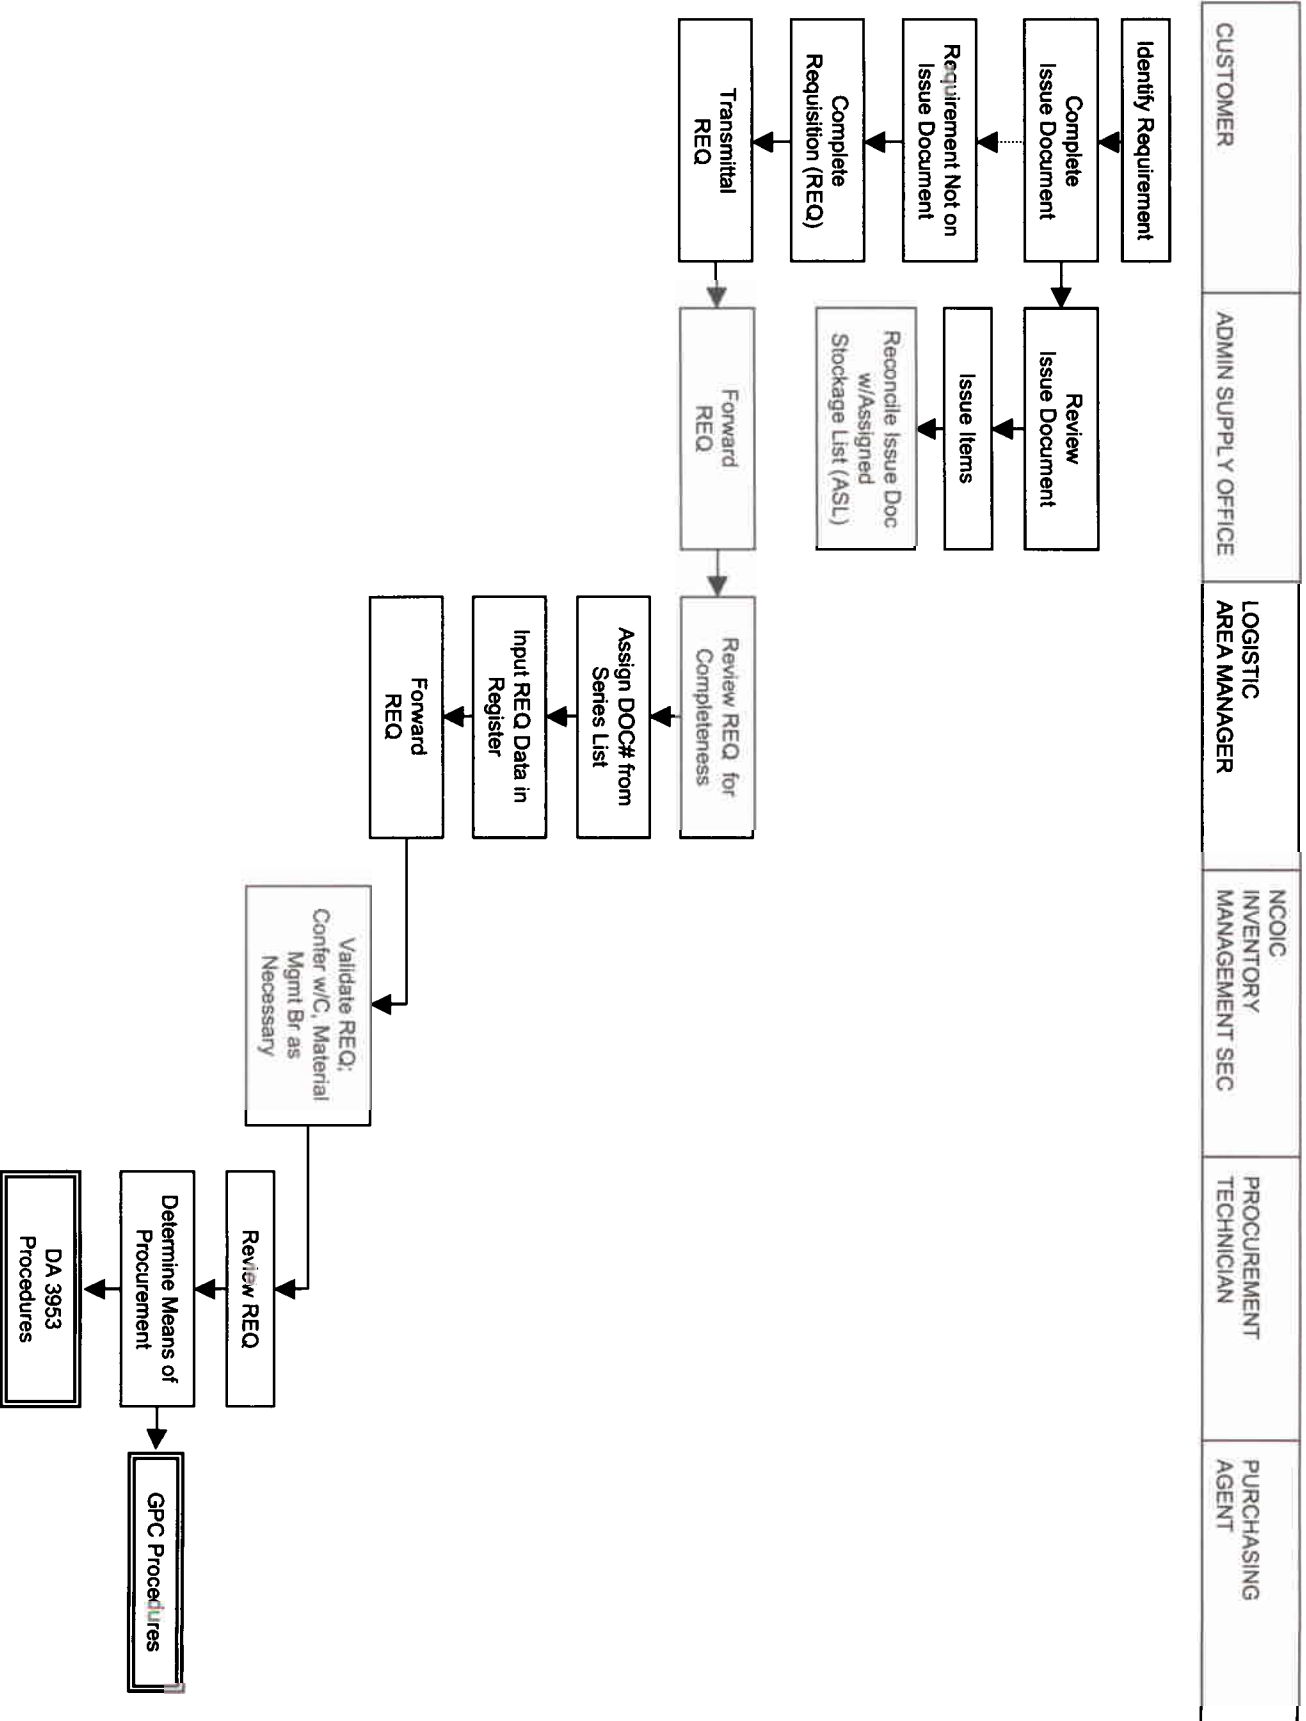 CUSTOMER
ADMIN SUPPLY OFFICE
LOGISTIC
AREA MANAGER
NCOIC
INVENTORY
MANAGEMENT SEC
PROCUREMENT
TECHNICIAN
PURCHASING
AGENT
Identify Requirement
Complete
Issue Document
Requirement Not on
Issue Document
Complete
Requisition (REQ)
Transmittal
REQ
Review
Issue Document
Issue Items
Reconcile Issue Doc
w/Assigned
Stockage List (ASL)
Forward
REQ
Review REQ for
Completeness
Assign DOC# from
Series List
Input REQ Data in
Register
Forward
REQ
Validate REQ;
Confer w/C, Material
Mgmt Br as
Necessary
Review REQ
Determine Means of
Procurement
DA 3953
Procedures
GPC Procedures